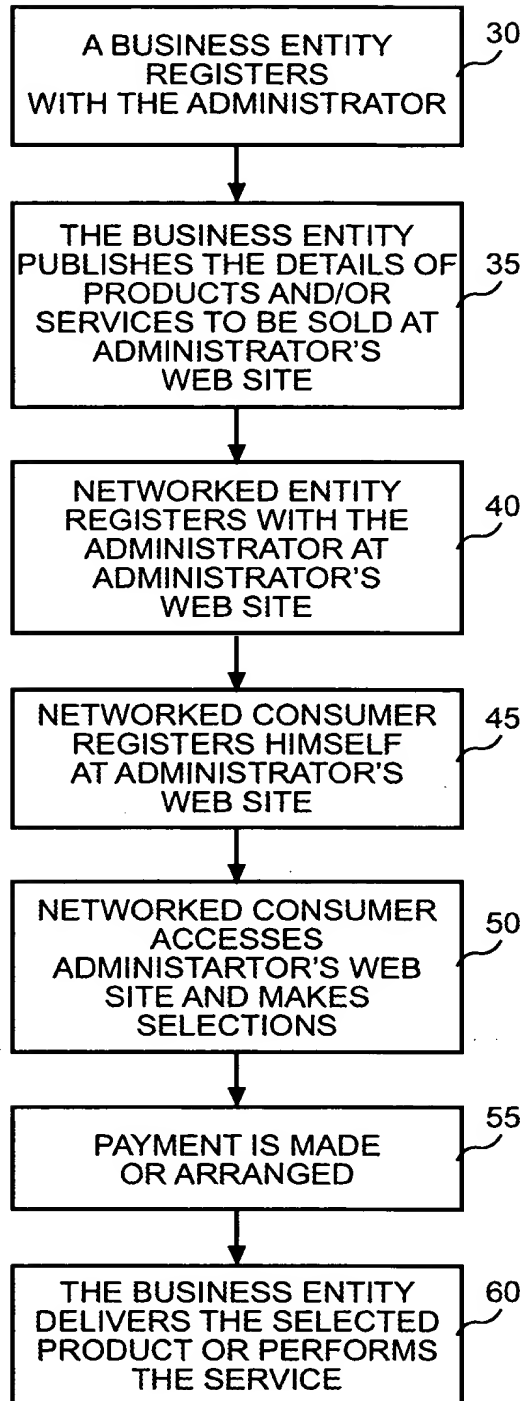 A BUSINESS ENTITY
REGISTERS
WITH THE ADMINISTRATOR
30
THE BUSINESS ENTITY
PUBLISHES THE DETAILS OF
PRODUCTS AND/OR
SERVICES TO BE SOLD AT
ADMINISTRATOR'S
WEB SITE
35
NETWORKED ENTITY
REGISTERS WITH THE
ADMINISTRATOR AT
ADMINISTRATOR'S
WEB SITE
40
NETWORKED CONSUMER
REGISTERS HIMSELF
AT ADMINISTRATOR'S
WEB SITE
45
NETWORKED CONSUMER
ACCESSES
ADMINISTARTOR'S WEB
SITE AND MAKES
SELECTIONS
50
PAYMENT IS MADE
OR ARRANGED
55
THE BUSINESS ENTITY
DELIVERS THE SELECTED
PRODUCT OR PERFORMS
THE SERVICE
60